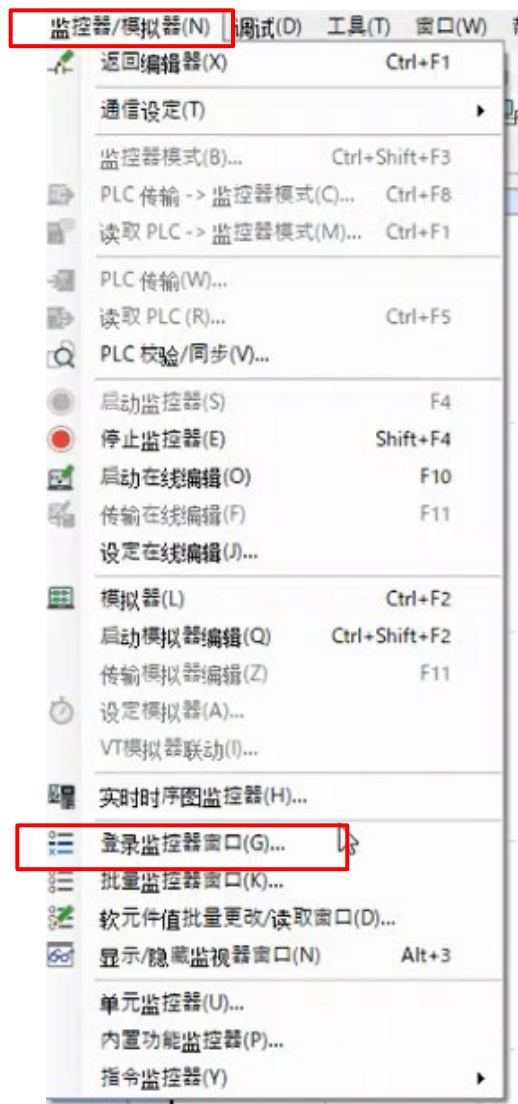 监控器/模拟器(N) 调试(D) 工具(T) 窗口(W)
返回编辑器(X) Ctrl+F1
通信设定(T)
监控器模式(B)... Ctrl+Shift+F3
PLC 传输 -> 监控器模式(C)... Ctrl+F8
读取 PLC -> 监控器模式(M)... Ctrl+F1
PLC 传输(W)...
读取 PLC (R)... Ctrl+F5
PLC 校验/同步(V)...
启动监控器(S) F4
停止监控器(E) Shift+F4
启动在线编辑(O) F10
传输在线编辑(F) F11
设定在线编辑(J)...
模拟器(L) Ctrl+F2
启动模拟器编辑(Q) Ctrl+Shift+F2
传输模拟器编辑(Z) F11
设定模拟器(A)...
VT模拟器联动(I)...
实时时序图监控器(H)...
登录监控器窗口(G)...
批量监控器窗口(K)...
软元件值批量更改/读取窗口(D)...
显示/隐藏监视器窗口(N) Alt+3
单元监控器(U)...
内置功能监控器(P)...
指令监控器(Y)